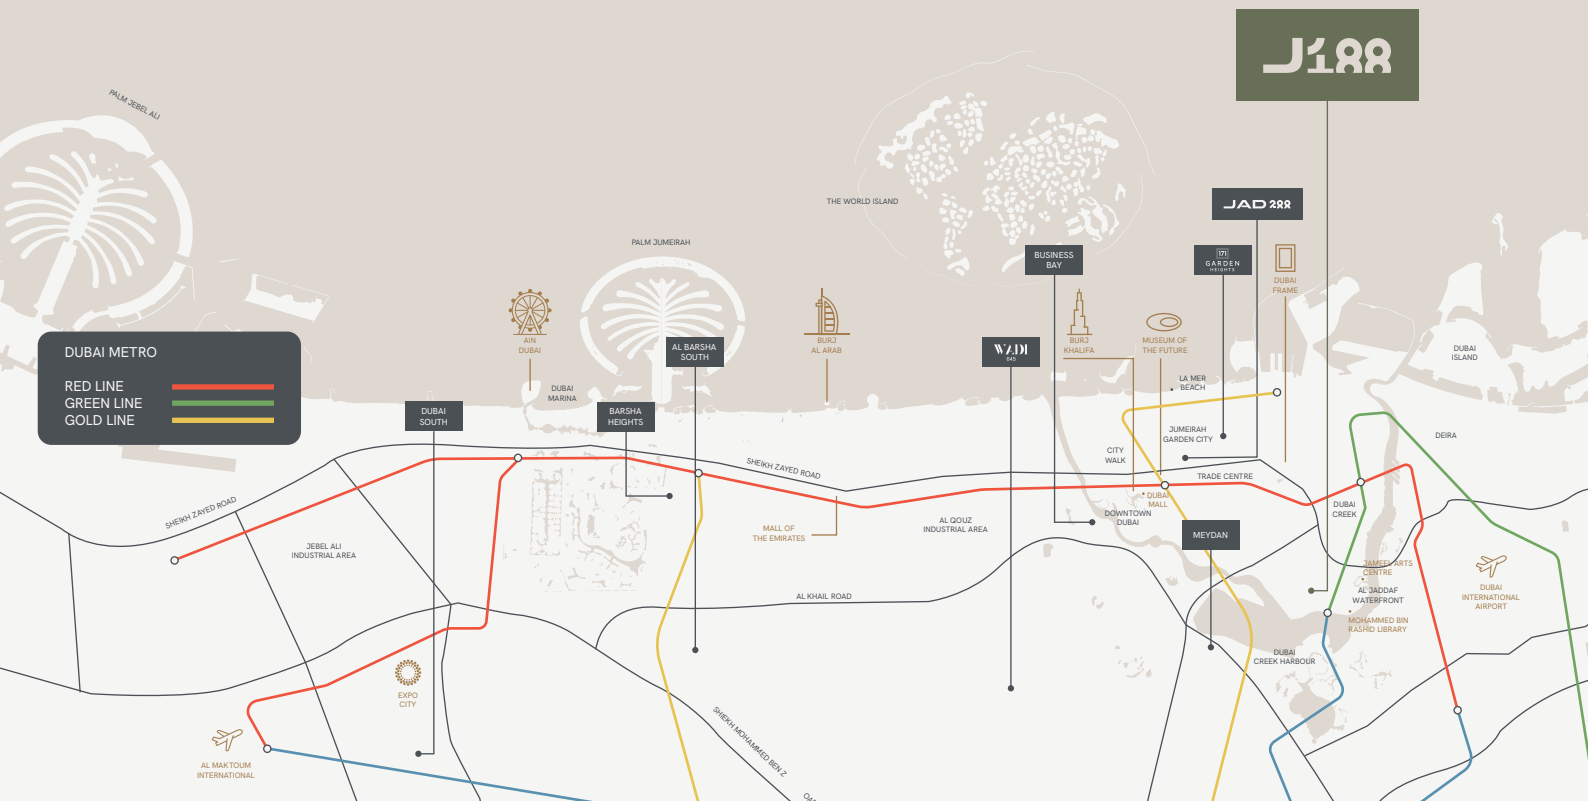 J188
PALM JEBEL ALI
THE WORLD ISLAND
JAD 288
PALM JUMEIRAH
BUSINESS
BAY
171
GARDEN
HEIGHTS
DUBAI
FRAME
AIN
DUBAI
AL BARSHA
SOUTH
BURJ
AL ARAB
WADI
645
BURJ
KHALIFA
MUSEUM OF
THE FUTURE
DUBAI
ISLAND
DUBAI METRO
RED LINE
GREEN LINE
GOLD LINE
DUBAI
SOUTH
DUBAI
MARINA
BARSHA
HEIGHTS
LA MER
BEACH
JUMEIRAH
GARDEN CITY
DEIRA
CITY
WALK
SHEIKH ZAYED ROAD
SHEIKH ZAYED ROAD
TRADE CENTRE
DUBAI
MALL
DOWNTOWN
DUBAI
DUBAI
CREEK
MALL OF
THE EMIRATES
AL QOUZ
INDUSTRIAL AREA
MEYDAN
JEBEL ALI
INDUSTRIAL AREA
JAMEEL ARTS
CENTRE
AL JADDAF
WATERFRONT
DUBAI
INTERNATIONAL
AIRPORT
AL KHAIL ROAD
MOHAMMED BIN
RASHID LIBRARY
DUBAI
CREEK HARBOUR
EXPO
CITY
SHEIKH MOHAMMED BEN Z
AL MAKTOUM
INTERNATIONAL